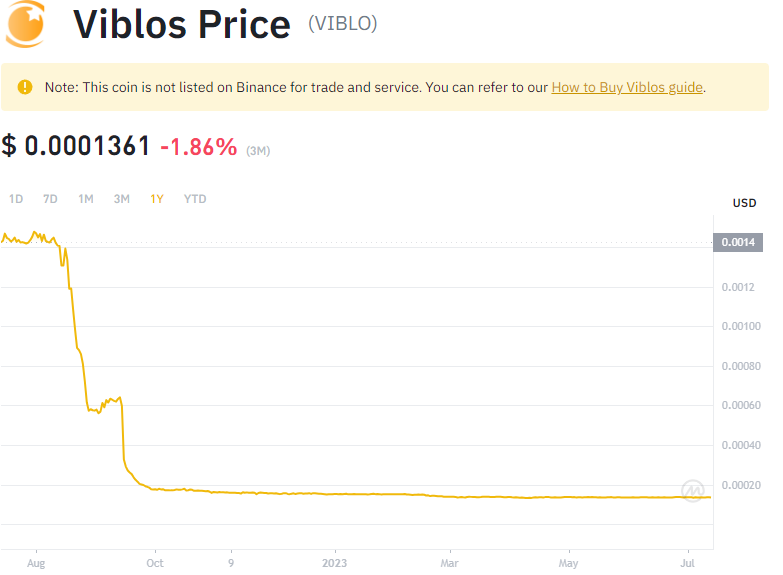 Viblos Price (VIBLO)
Note: This coin is not listed on Binance for trade and service. You can refer to our How to Buy Viblos guide.
$ 0.0001361 -1.86% (3M)
1D 7D 1M 3M 1Y YTD
USD
0.0014
0.0012
0.00100
0.00080
0.00060
0.00040
0.00020
Aug Oct 9 2023 Mar May Jul